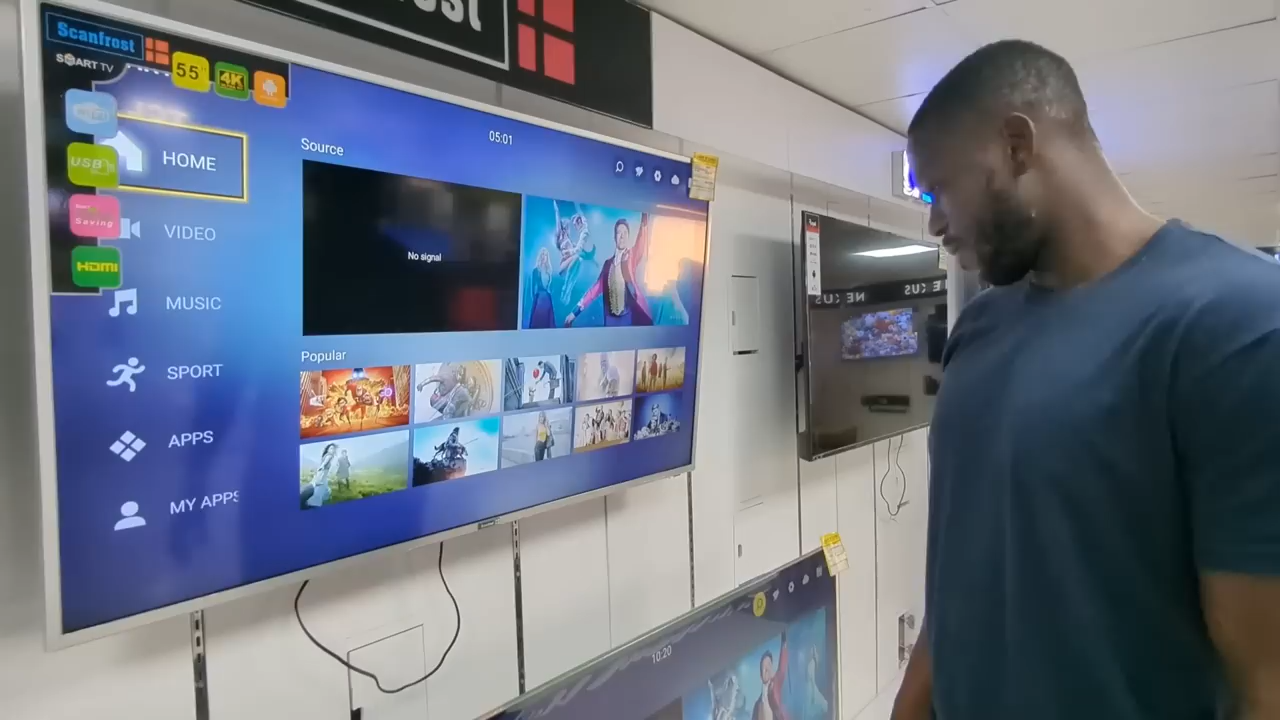 Scanfrost
SMART TV
55"
4K
USB
Saving
HDMI
HOME
VIDEO
MUSIC
SPORT
APPS
MY APPS
05:01
Source
No signal
Popular
10:20